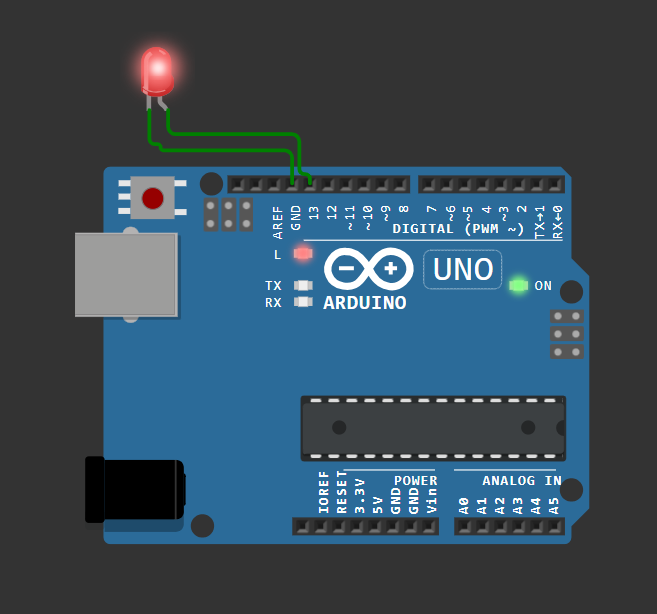 AREF
GND
13
12
~11
~10
~9
8
7
~6
~5
4
~3
2
TX→1
RX←0
DIGITAL (PWM ~)
L
TX
RX
UNO
ON
ARDUINO
IOREF
RESET
3.3V
5V
GND
GND
Vin
POWER
ANALOG IN
A0
A1
A2
A3
A4
A5